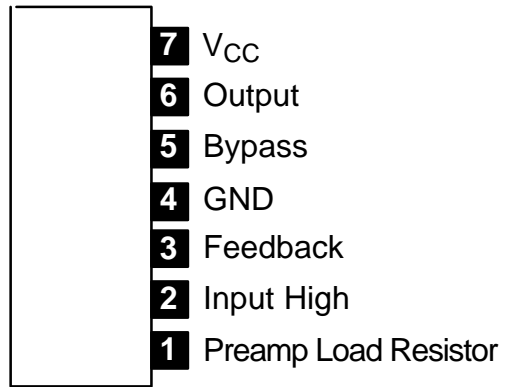 7 VCC
6 Output
5 Bypass
4 GND
3 Feedback
2 Input High
1 Preamp Load Resistor